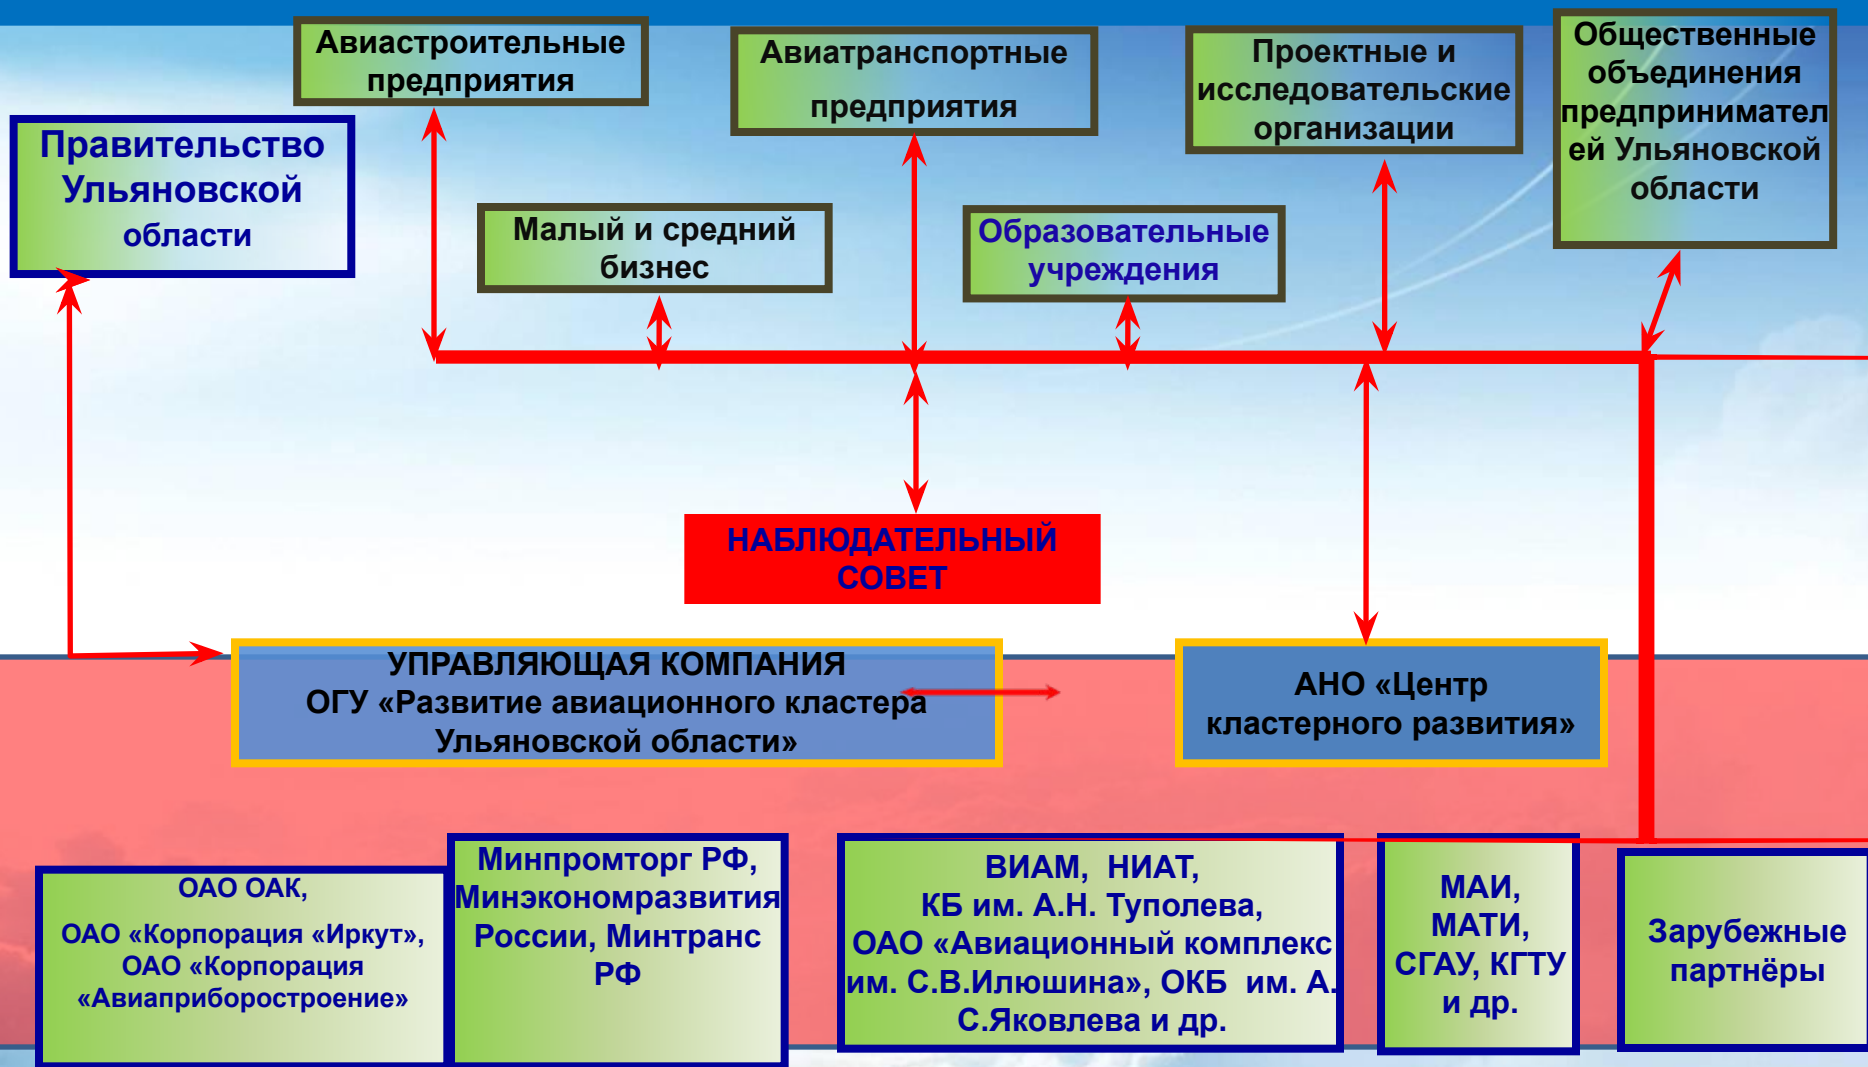 Авиастроительные
предприятия
Авиатранспортные
предприятия
Проектные и
исследовательские
организации
Общественные
объединения
предпринимател
ей Ульяновской
области
Правительство
Ульяновской
области
Малый и средний
бизнес
Образовательные
учреждения
НАБЛЮДАТЕЛЬНЫЙ
СОВЕТ
УПРАВЛЯЮЩАЯ КОМПАНИЯ
ОГУ «Развитие авиационного кластера
Ульяновской области»
АНО «Центр
кластерного развития»
ОАО ОАК,
ОАО «Корпорация «Иркут»,
ОАО «Корпорация
«Авиаприборостроение»
Минпромторг РФ,
Минэкономразвития
России, Минтранс
РФ
ВИАМ, НИАТ,
КБ им. А.Н. Туполева,
ОАО «Авиационный комплекс
им. С.В.Илюшина», ОКБ им. А.
С.Яковлева и др.
МАИ,
МАТИ,
СГАУ, КГТУ
и др.
Зарубежные
партнёры